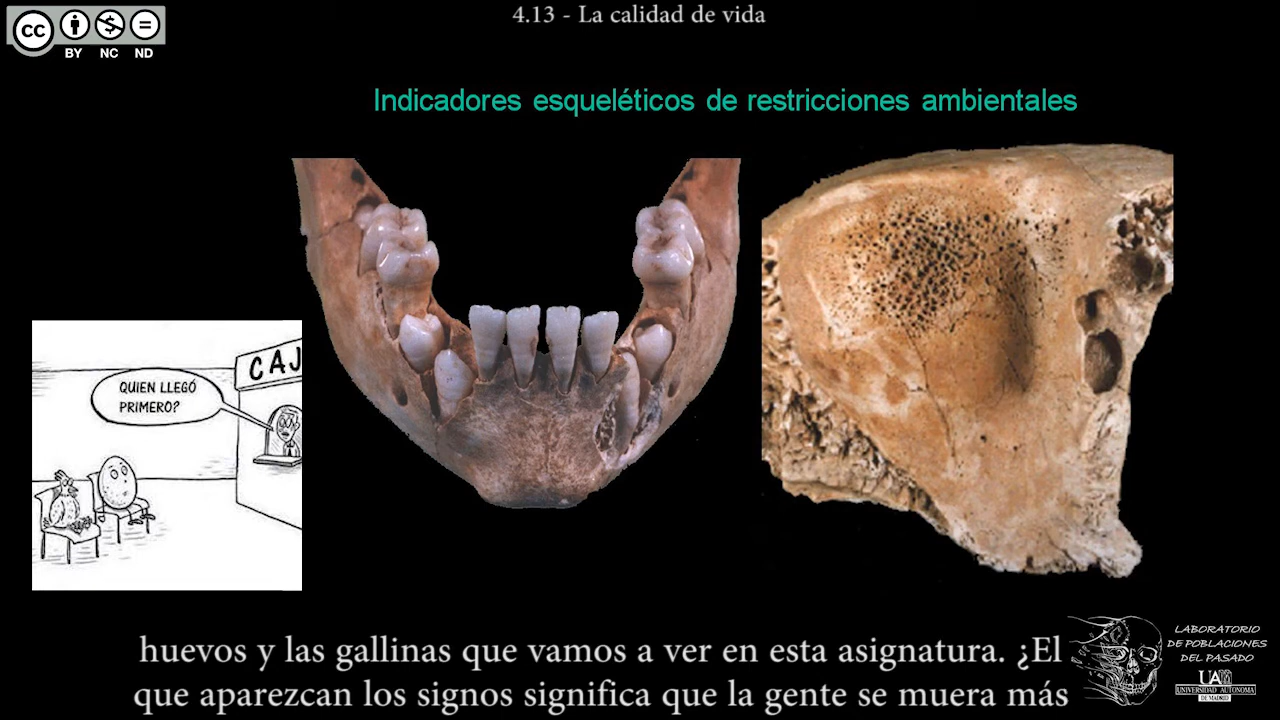 4.13 - La calidad de vida
cc
BY NC ND
Indicadores esqueléticos de restricciones ambientales
CAJ
QUIEN LLEGÓ
PRIMERO?
huevos y las gallinas que vamos a ver en esta asignatura. ¿El
que aparezcan los signos significa que la gente se muera más
LABORATORIO
DE POBLACIONES
DEL PASADO
UAM
UNIVERSIDAD AUTONOMA
DE MADRID